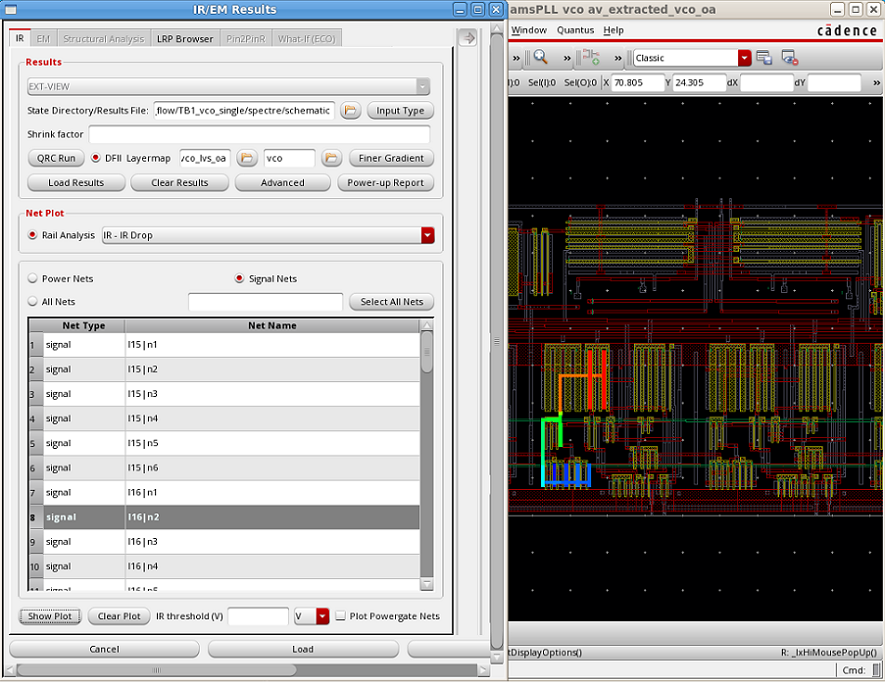 IR/EM Results
amsPLL vco av_extracted_vco_oa
IR EM Structural Analysis LRP Browser Pin2PinR What-If (ECO)
Window Quantus Help cādence
Results
EXT-VIEW
» » » Classic
State Directory/Results File: flow/TB1_vco_single/spectre/schematic Input Type
):0 Sel(I):0 Sel(O):0 X 70.805 Y 24.305 dX dY »
Shrink factor
QRC Run DFII Layermap /co_lvs_oa vco Finer Gradient
Load Results Clear Results Advanced Power-up Report
Net Plot
Rail Analysis IR - IR Drop
Power Nets Signal Nets
All Nets Select All Nets
Net Type Net Name
1 signal I15|n1
2 signal I15|n2
3 signal I15|n3
4 signal I15|n4
5 signal I15|n5
6 signal I15|n6
7 signal I16|n1
8 signal I16|n2
9 signal I16|n3
10 signal I16|n4
11 signal I16|n5
Show Plot Clear Plot IR threshold (V) V Plot Powergate Nets
Cancel Load
tDisplayOptions() R: _lxHiMousePopUp()
Cmd: